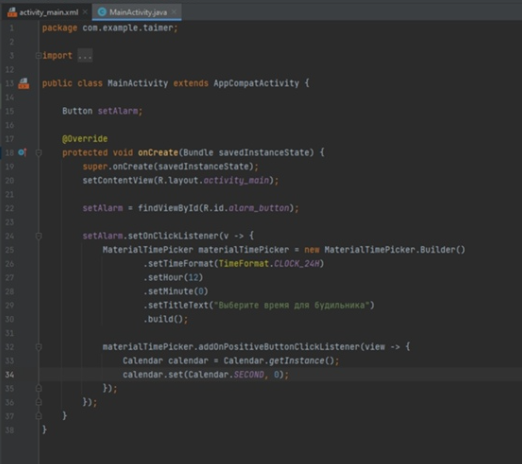 activity_main.xml MainActivity.java
1 package com.example.taimer;
2
3 import ...
12
13 public class MainActivity extends AppCompatActivity {
14
15 Button setAlarm;
16
17 @Override
18 protected void onCreate(Bundle savedInstanceState) {
19 super.onCreate(savedInstanceState);
20 setContentView(R.layout.activity_main);
21
22 setAlarm = findViewById(R.id.alarm_button);
23
24 setAlarm.setOnClickListener(v -> {
25 MaterialTimePicker materialTimePicker = new MaterialTimePicker.Builder()
26 .setTimeFormat(TimeFormat.CLOCK_24H)
27 .setHour(12)
28 .setMinute(0)
29 .setTitleText("Выберите время для будильника")
30 .build();
31
32 materialTimePicker.addOnPositiveButtonClickListener(view -> {
33 Calendar calendar = Calendar.getInstance();
34 calendar.set(Calendar.SECOND, 0);
35 });
36 });
37 }
38 }